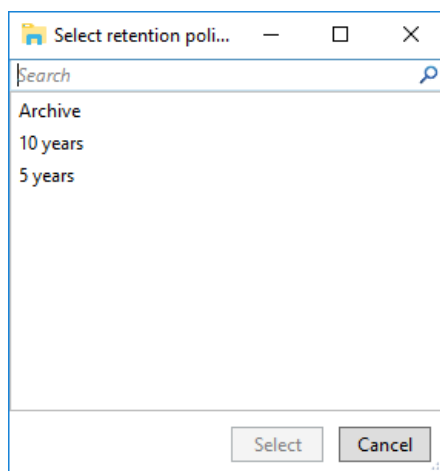 Select retention poli...
Search
Archive
10 years
5 years
Select Cancel